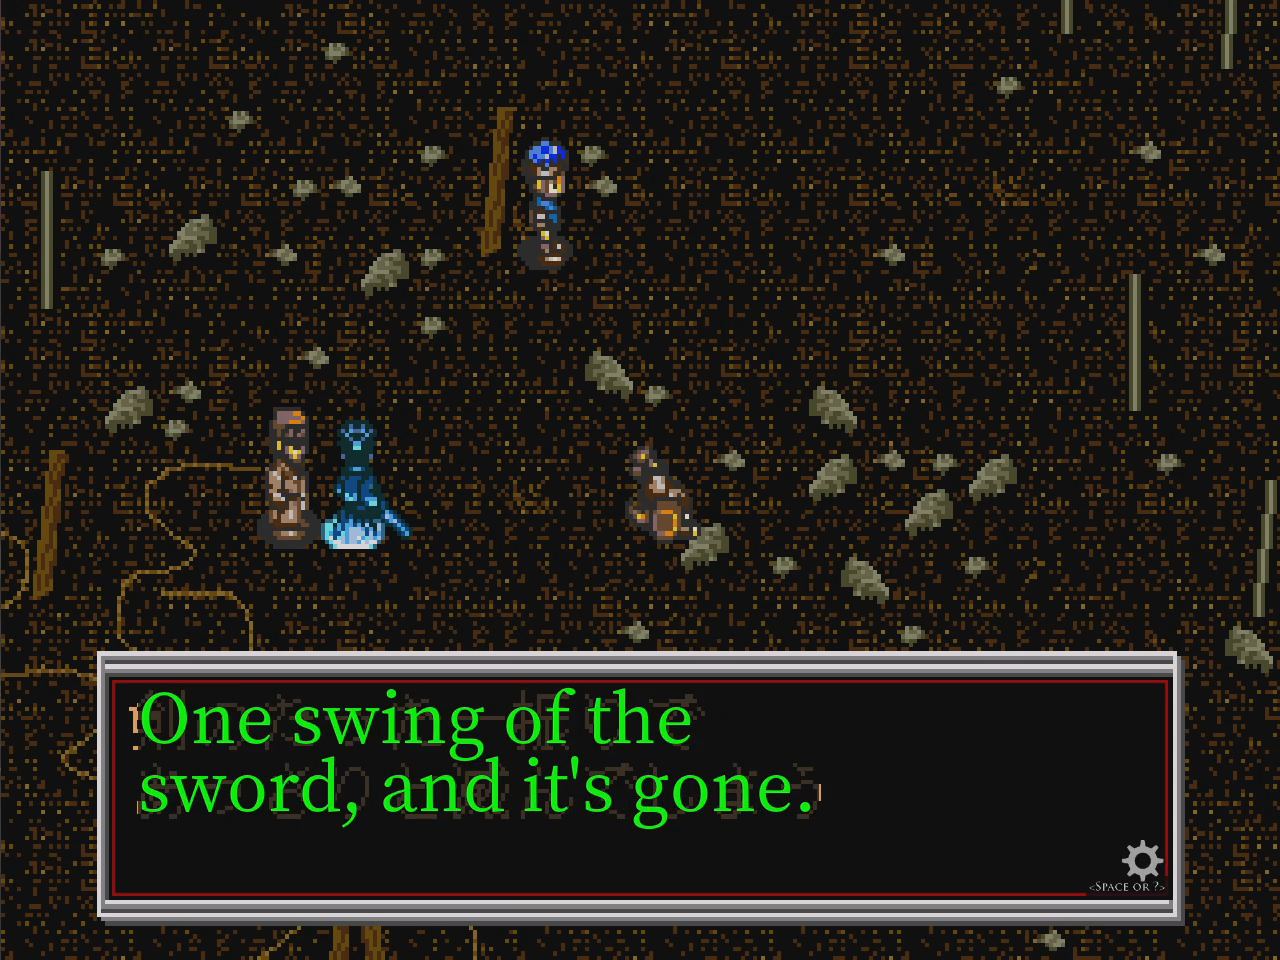 One swing of the
sword, and it's gone.
<SPACE OR ?>